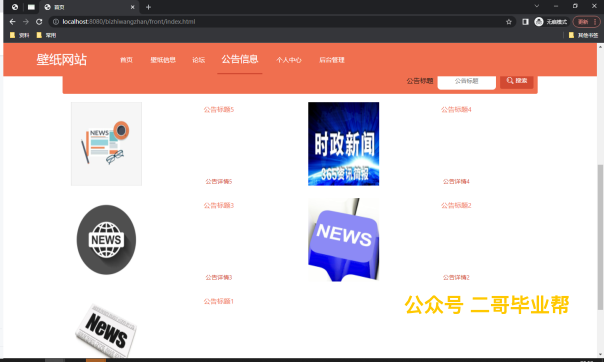 首页
localhost:8080/bizhiwangzhan/front/index.html
无痕模式
更新
资料
常用
其他书签
壁纸网站
首页
壁纸信息
论坛
公告信息
个人中心
后台管理
公告标题
公告标题
搜索
NEWS
公告标题5
公告详情5
时政新闻
365资讯简报
公告标题4
公告详情4
NEWS
公告标题3
公告详情3
NEWS
公告标题2
公告详情2
News
公告标题1
公众号 二哥毕业帮